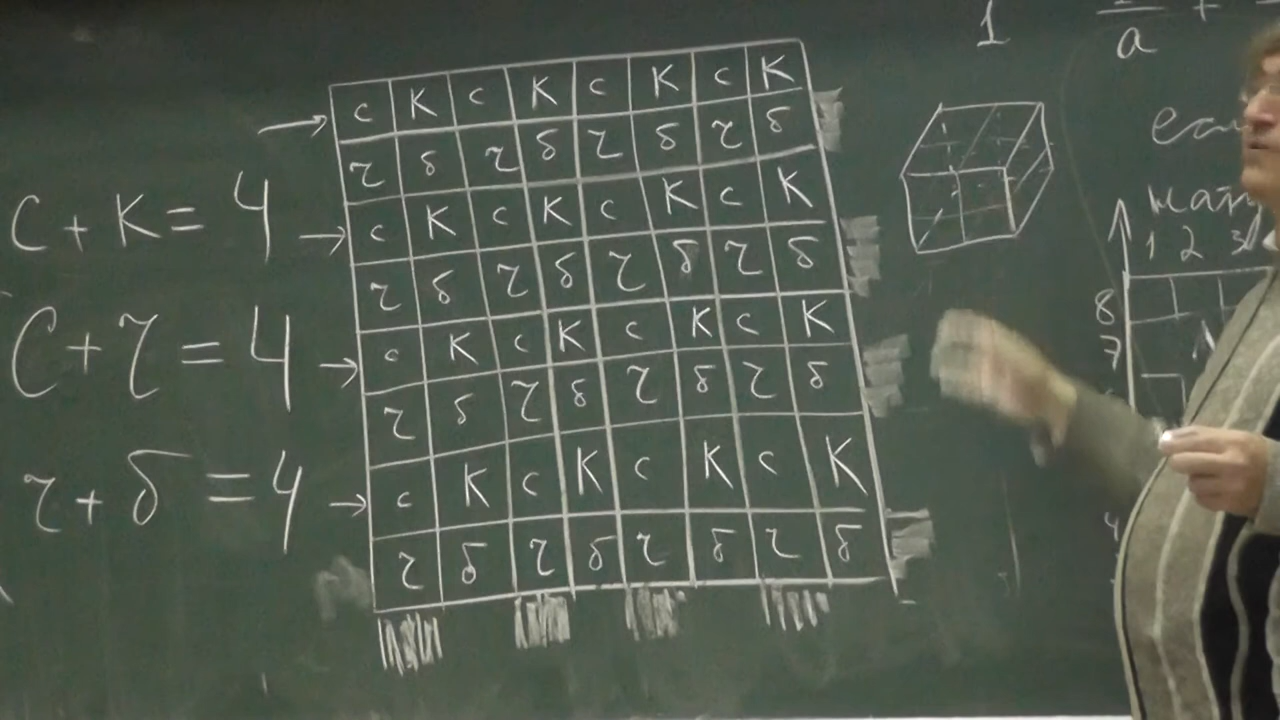 1 a +
с К с К с К с К
г б г б г б г б
с К с К с К с К
г б г б г б г б
с К с К с К с К
г б г б г б г б
с К с К с К с К
г б г б г б г б
С + К = 4
С + г = 4
г + б = 4
1 2 3
8
7
4